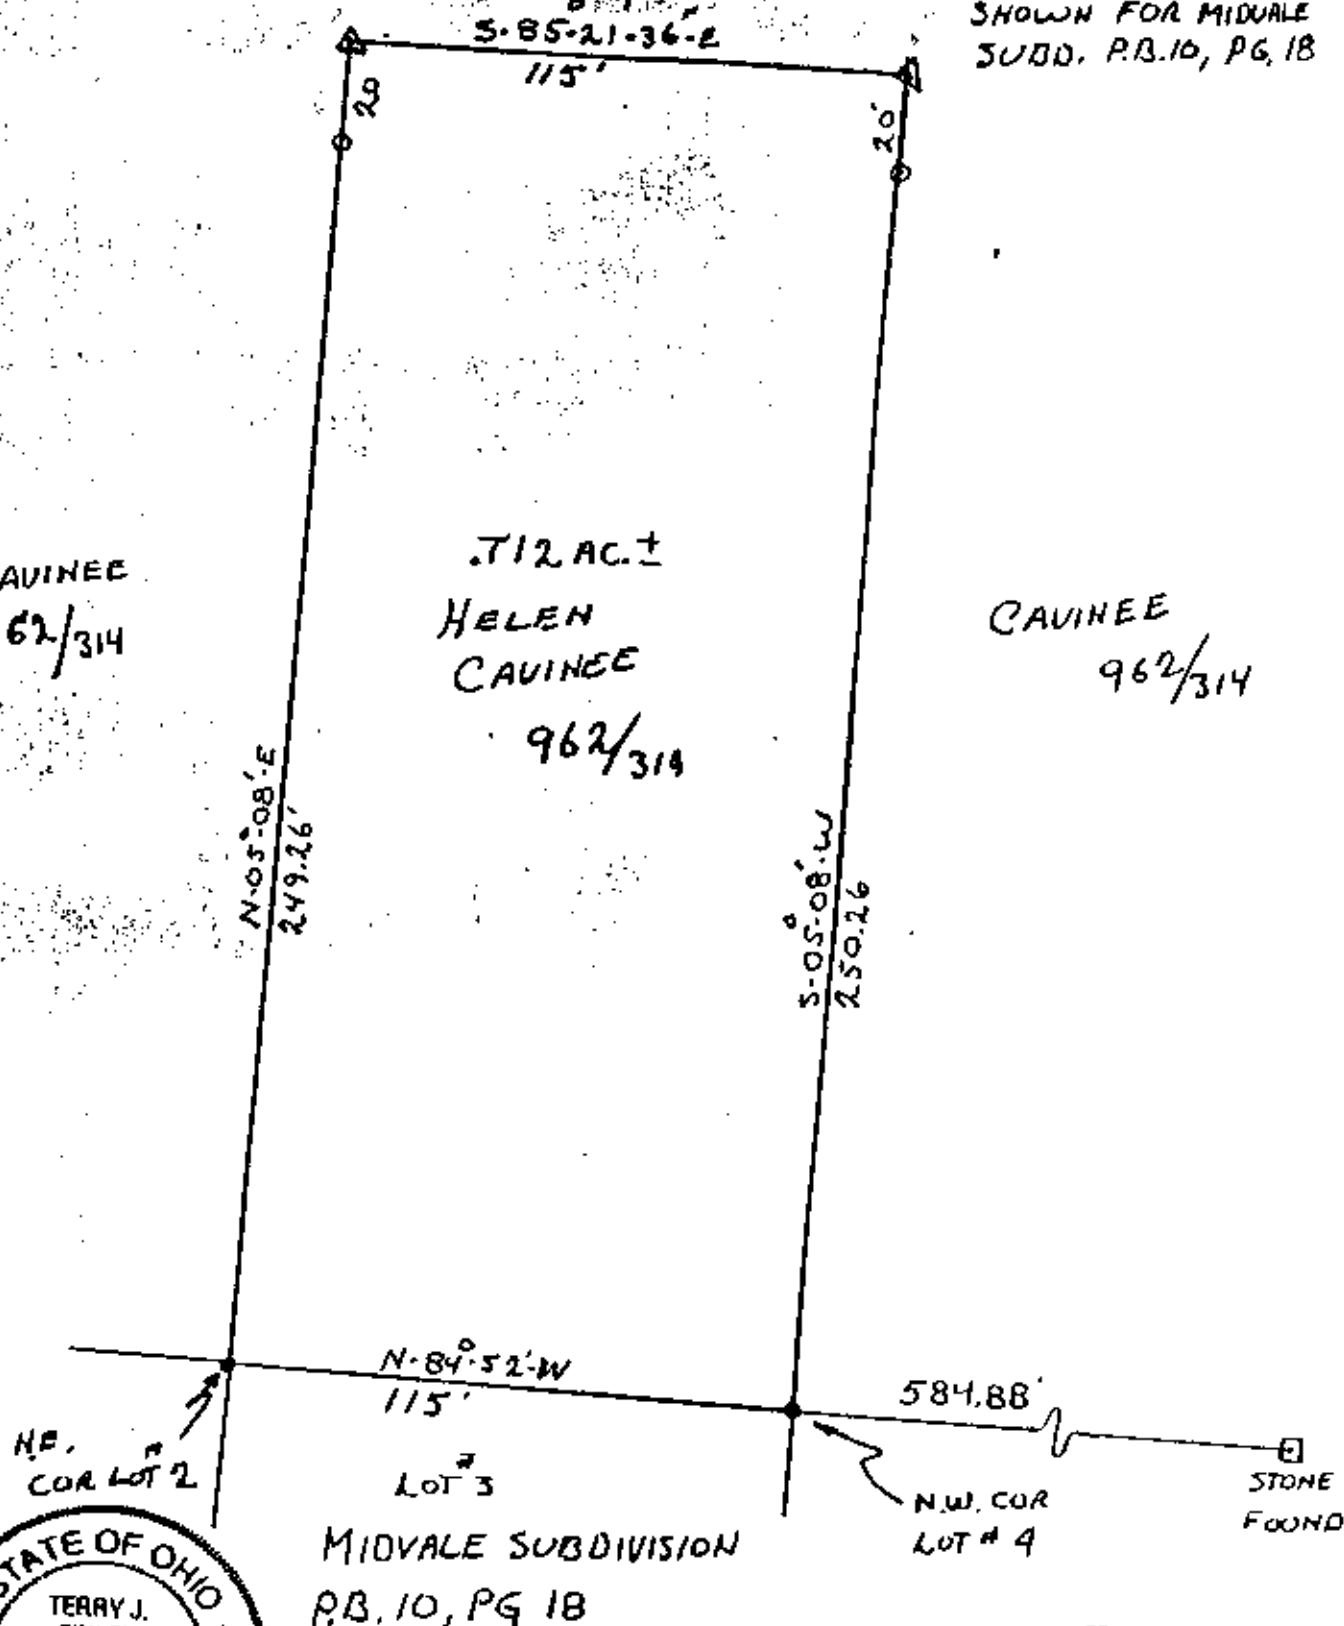 SHOWN FOR MIDVALE
SUBD. P.B.10, PG. 18
S-85°-21'-36"-E
115'
20
20'
.712 AC. ±
HELEN
CAVINEE
962/314
AVINEE
62/314
CAVINEE
962/314
N-05°-08'-E
249.26'
S-05°-08'-W
250.26
N-84°-52'-W
115'
584.88'
N.E.
COR LOT # 2
LOT # 3
N.W. COR
LOT # 4
STONE
FOUND
MIDVALE SUBDIVISION
P.B. 10, PG 18
STATE OF OHIO
TERRY J.